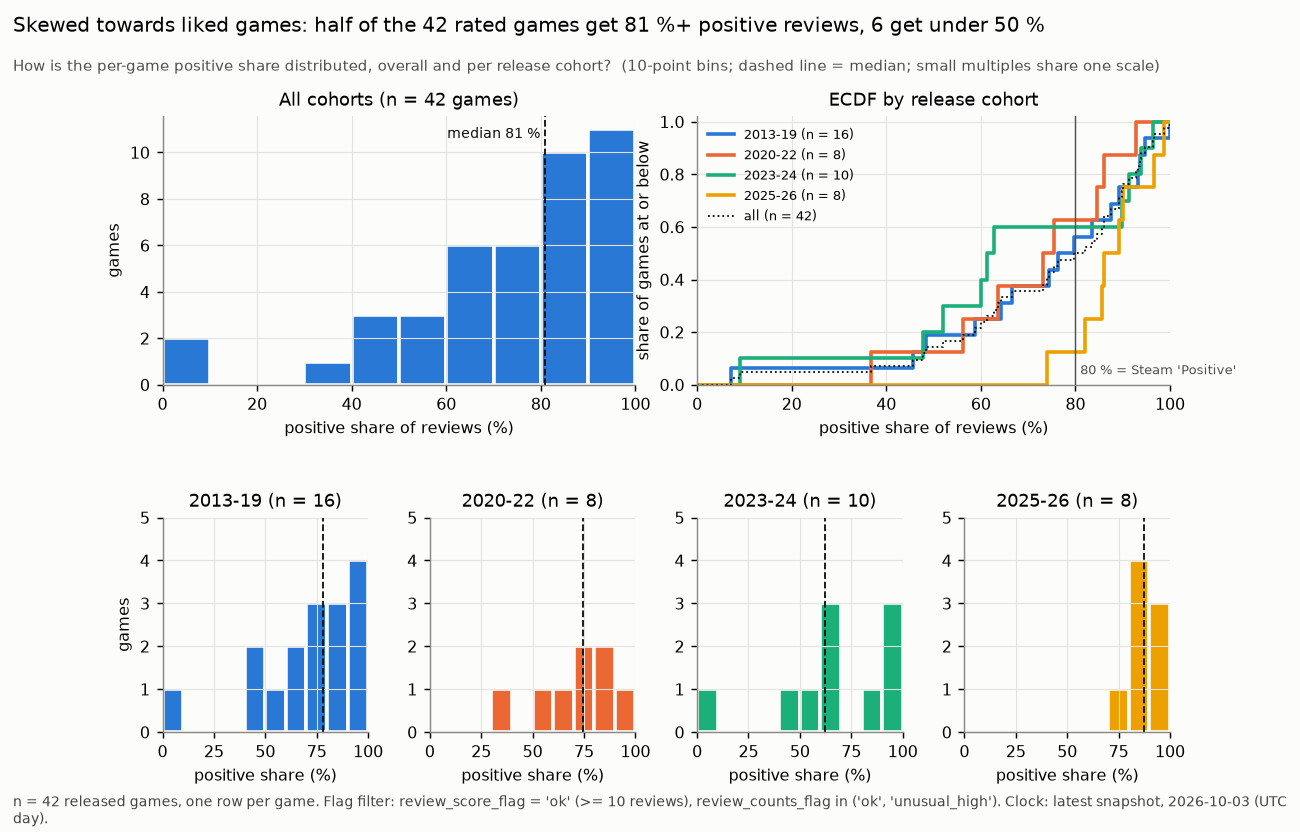 Skewed towards liked games: half of the 42 rated games get 81 %+ positive reviews, 6 get under 50 %
How is the per-game positive share distributed, overall and per release cohort?  (10-point bins; dashed line = median; small multiples share one scale)
All cohorts (n = 42 games)
median 81 %
games
10
8
6
4
2
0
0 20 40 60 80 100
positive share of reviews (%)
ECDF by release cohort
share of games at or below
1.0
0.8
0.6
0.4
0.2
0.0
2013-19 (n = 16)
2020-22 (n = 8)
2023-24 (n = 10)
2025-26 (n = 8)
all (n = 42)
80 % = Steam 'Positive'
0 20 40 60 80 100
positive share of reviews (%)
2013-19 (n = 16)
games
5
4
3
2
1
0
0 25 50 75 100
positive share (%)
2020-22 (n = 8)
5
4
3
2
1
0
0 25 50 75 100
positive share (%)
2023-24 (n = 10)
5
4
3
2
1
0
0 25 50 75 100
positive share (%)
2025-26 (n = 8)
5
4
3
2
1
0
0 25 50 75 100
positive share (%)
n = 42 released games, one row per game. Flag filter: review_score_flag = 'ok' (>= 10 reviews), review_counts_flag in ('ok', 'unusual_high'). Clock: latest snapshot, 2026-10-03 (UTC
day).